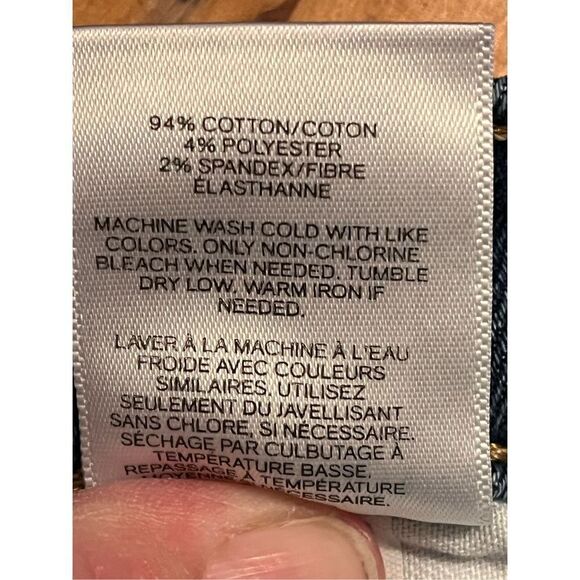 94% COTTON/COTON
4% POLYESTER
2% SPANDEX/FIBRE
ÉLASTHANNE
MACHINE WASH COLD WITH LIKE
COLORS. ONLY NON-CHLORINE
BLEACH WHEN NEEDED. TUMBLE
DRY LOW. WARM IRON IF
NEEDED.
LAVER À LA MACHINE À L'EAU
FROIDE AVEC COULEURS
SIMILAIRES. UTILISEZ
SEULEMENT DU JAVELLISANT
SANS CHLORE, SI NÉCESSAIRE.
SÉCHAGE PAR CULBUTAGE À
TEMPÉRATURE BASSE.
REPASSAGE À TEMPÉRATURE
MOYENNE SI NÉCESSAIRE.